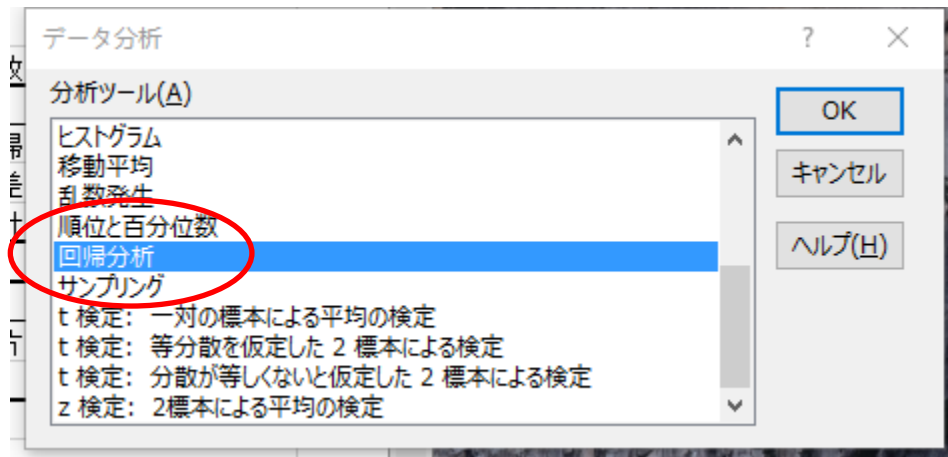 データ分析
分析ツール(A)
ヒストグラム
移動平均
乱数発生
順位と百分位数
回帰分析
サンプリング
t 検定: 一対の標本による平均の検定
t 検定: 等分散を仮定した 2 標本による検定
t 検定: 分散が等しくないと仮定した 2 標本による検定
z 検定: 2標本による平均の検定
OK
キャンセル
ヘルプ(H)